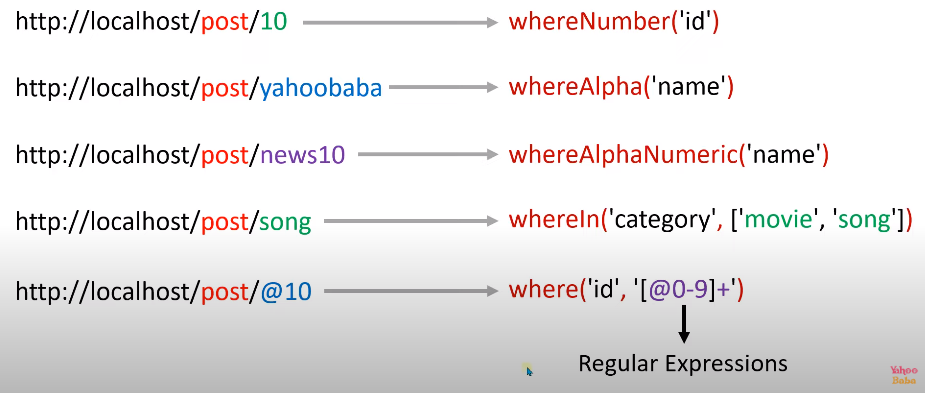 http://localhost/post/10 whereNumber('id')
http://localhost/post/yahoobaba whereAlpha('name')
http://localhost/post/news10 whereAlphaNumeric('name')
http://localhost/post/song whereIn('category', ['movie', 'song'])
http://localhost/post/@10 where('id', '[@0-9]+')
Regular Expressions
Yahoo
Baba